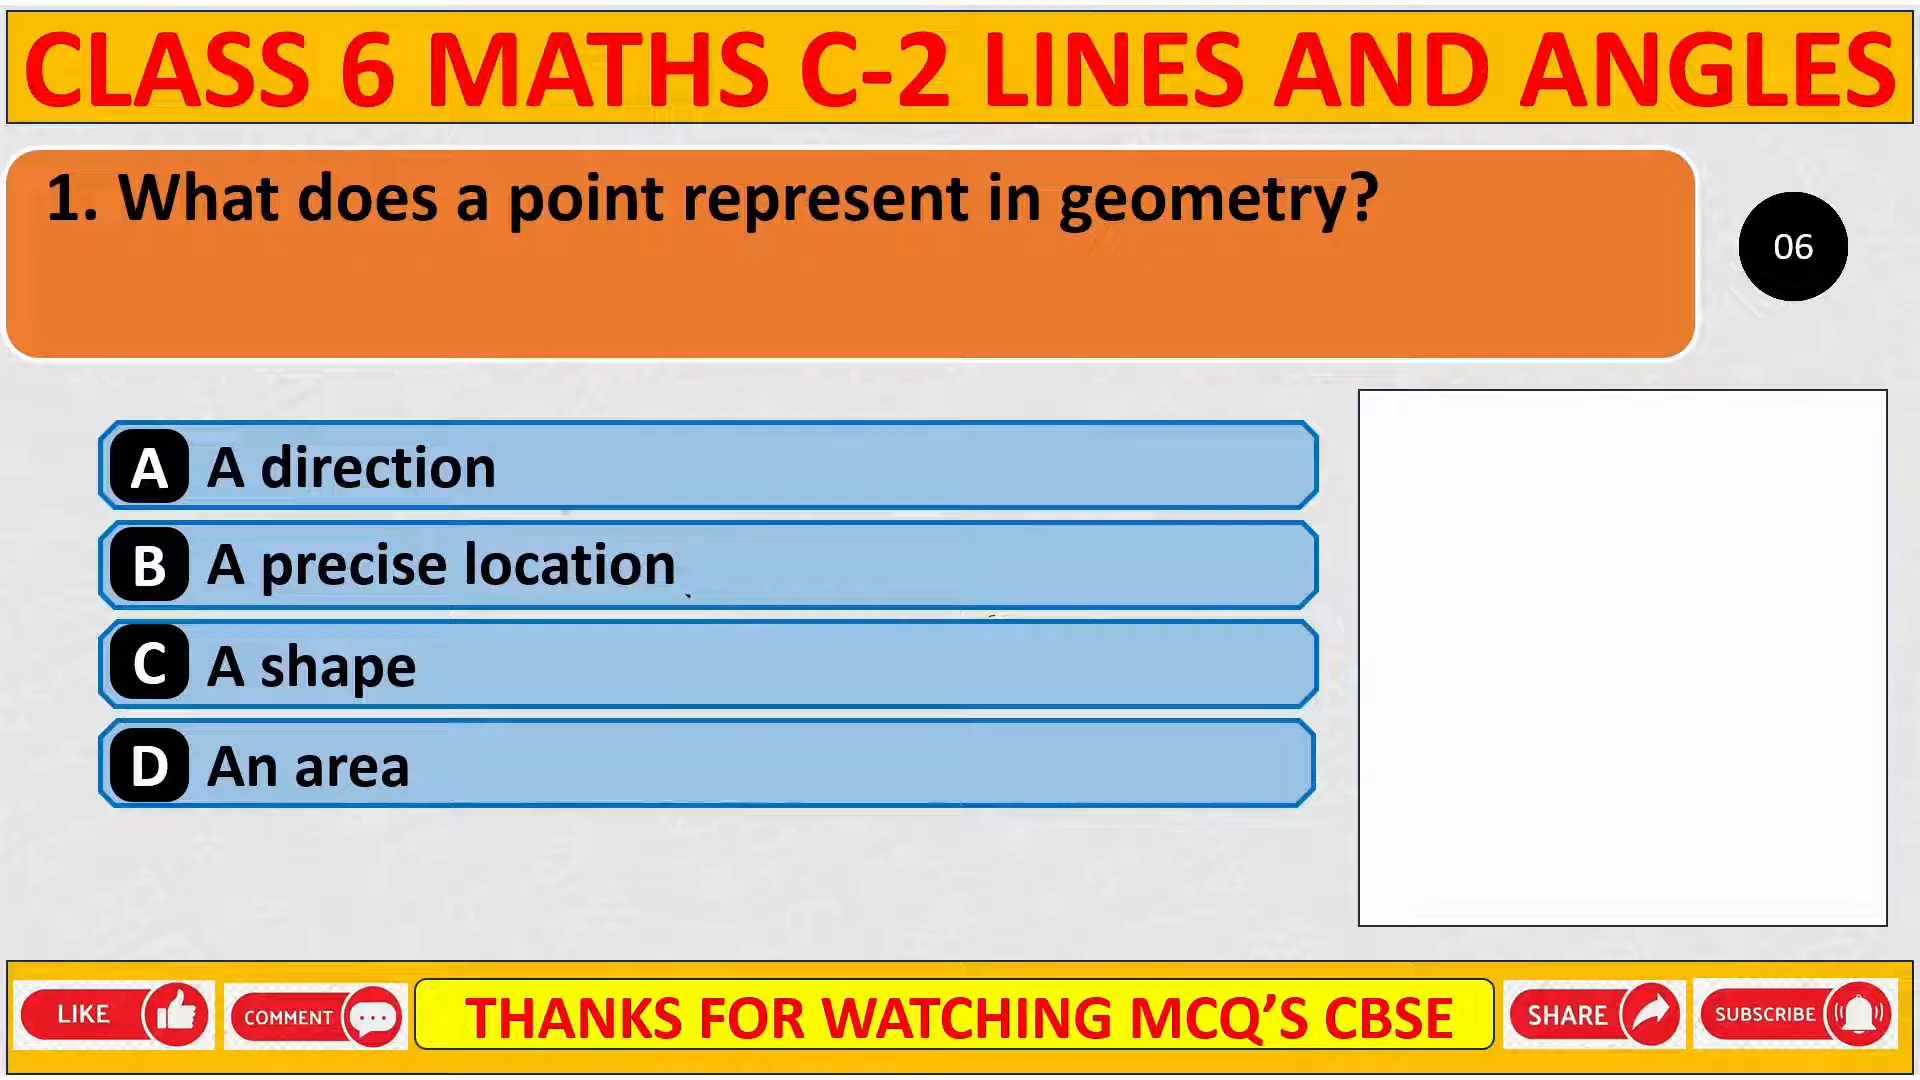 CLASS 6 MATHS C-2 LINES AND ANGLES
1. What does a point represent in geometry?
06
A A direction
B A precise location
C A shape
D An area
LIKE
COMMENT
THANKS FOR WATCHING MCQ’S CBSE
SHARE
SUBSCRIBE